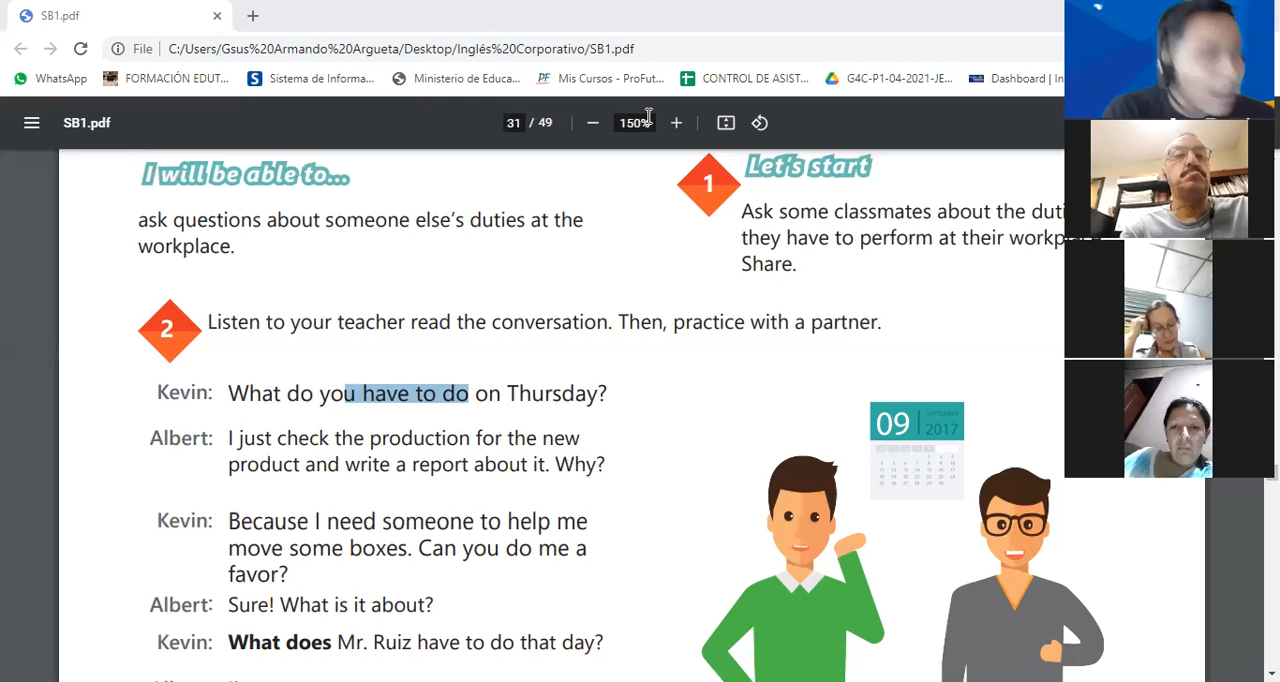 SB1.pdf
File
C:/Users/Gsus%20Armando%20Argueta/Desktop/Inglés%20Corporativo/SB1.pdf
WhatsApp
FORMACIÓN EDUT...
Sistema de Informa...
Ministerio de Educa...
Mis Cursos - ProFut...
CONTROL DE ASIST...
G4C-P1-04-2021-JE...
Dashboard | In
SB1.pdf
31 / 49
150%
I will be able to...
ask questions about someone else's duties at the
workplace.
1
Let's start
Ask some classmates about the duti
they have to perform at their workplace.
Share.
2
Listen to your teacher read the conversation. Then, practice with a partner.
Kevin: What do you have to do on Thursday?
Albert: I just check the production for the new
product and write a report about it. Why?
Kevin: Because I need someone to help me
move some boxes. Can you do me a
favor?
Albert: Sure! What is it about?
Kevin: What does Mr. Ruiz have to do that day?
09
SEPTEMBER
2017